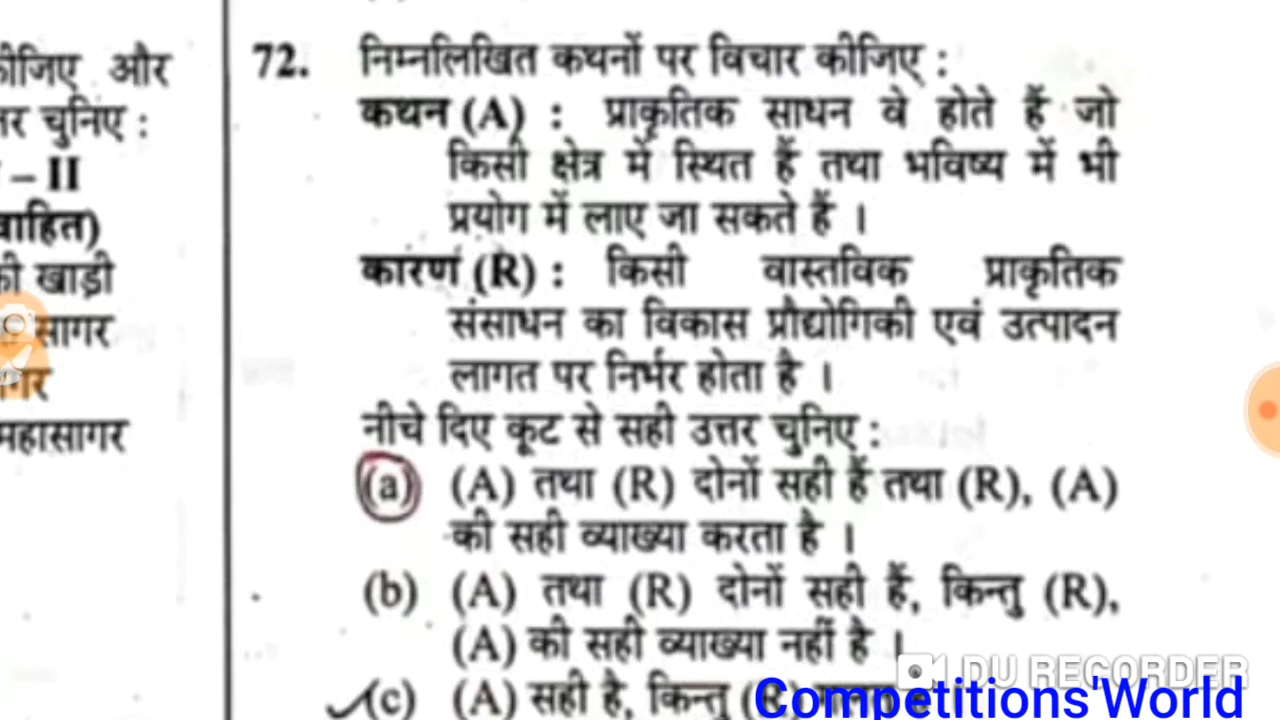 कीजिए और
चुनिए :
– II
की खाड़ी
सागर
महासागर
72. निम्नलिखित कथनों पर विचार कीजिए :
कथन (A) : प्राकृतिक साधन वे होते हैं जो
किसी क्षेत्र में स्थित हैं तथा भविष्य में भी
प्रयोग में लाए जा सकते हैं ।
कारण (R) : किसी वास्तविक प्राकृतिक
संसाधन का विकास प्रौद्योगिकी एवं उत्पादन
लागत पर निर्भर होता है ।
नीचे दिए कूट से सही उत्तर चुनिए :
(a) (A) तथा (R) दोनों सही हैं तथा (R), (A)
की सही व्याख्या करता है ।
(b) (A) तथा (R) दोनों सही हैं, किन्तु (R),
(A) की सही व्याख्या नहीं है ।
(c) (A) सही है, किन्तु (R)
DU RECORDER
Competitions'World